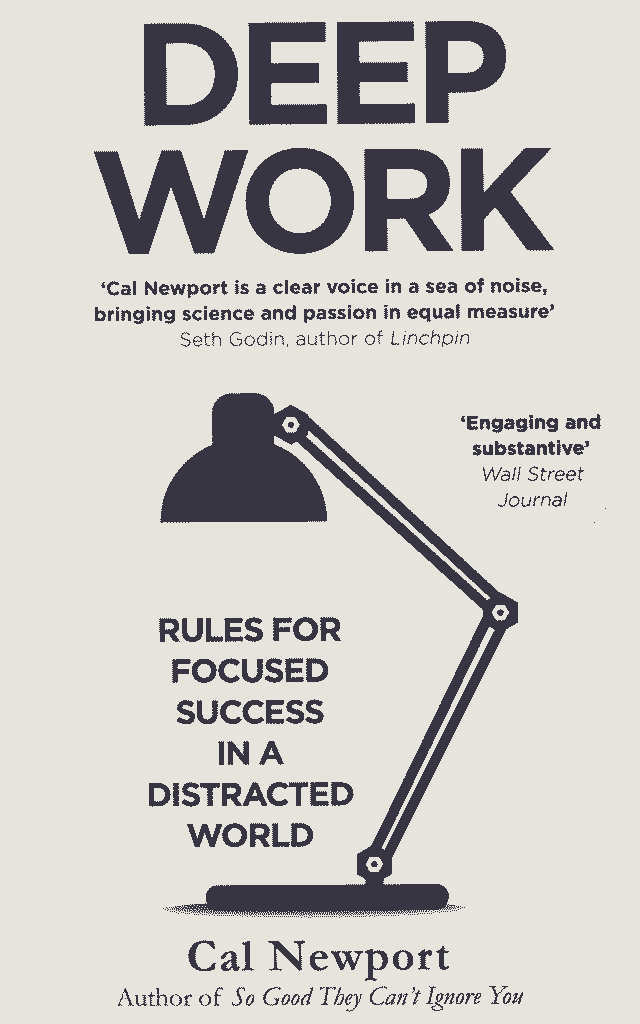 DEEP
WORK
‘Cal Newport is a clear voice in a sea of noise,
bringing science and passion in equal measure’
Seth Godin, author of Linchpin
‘Engaging and
substantive’
Wall Street
Journal
RULES FOR
FOCUSED
SUCCESS
IN A
DISTRACTED
WORLD
Cal Newport
Author of So Good They Can’t Ignore You